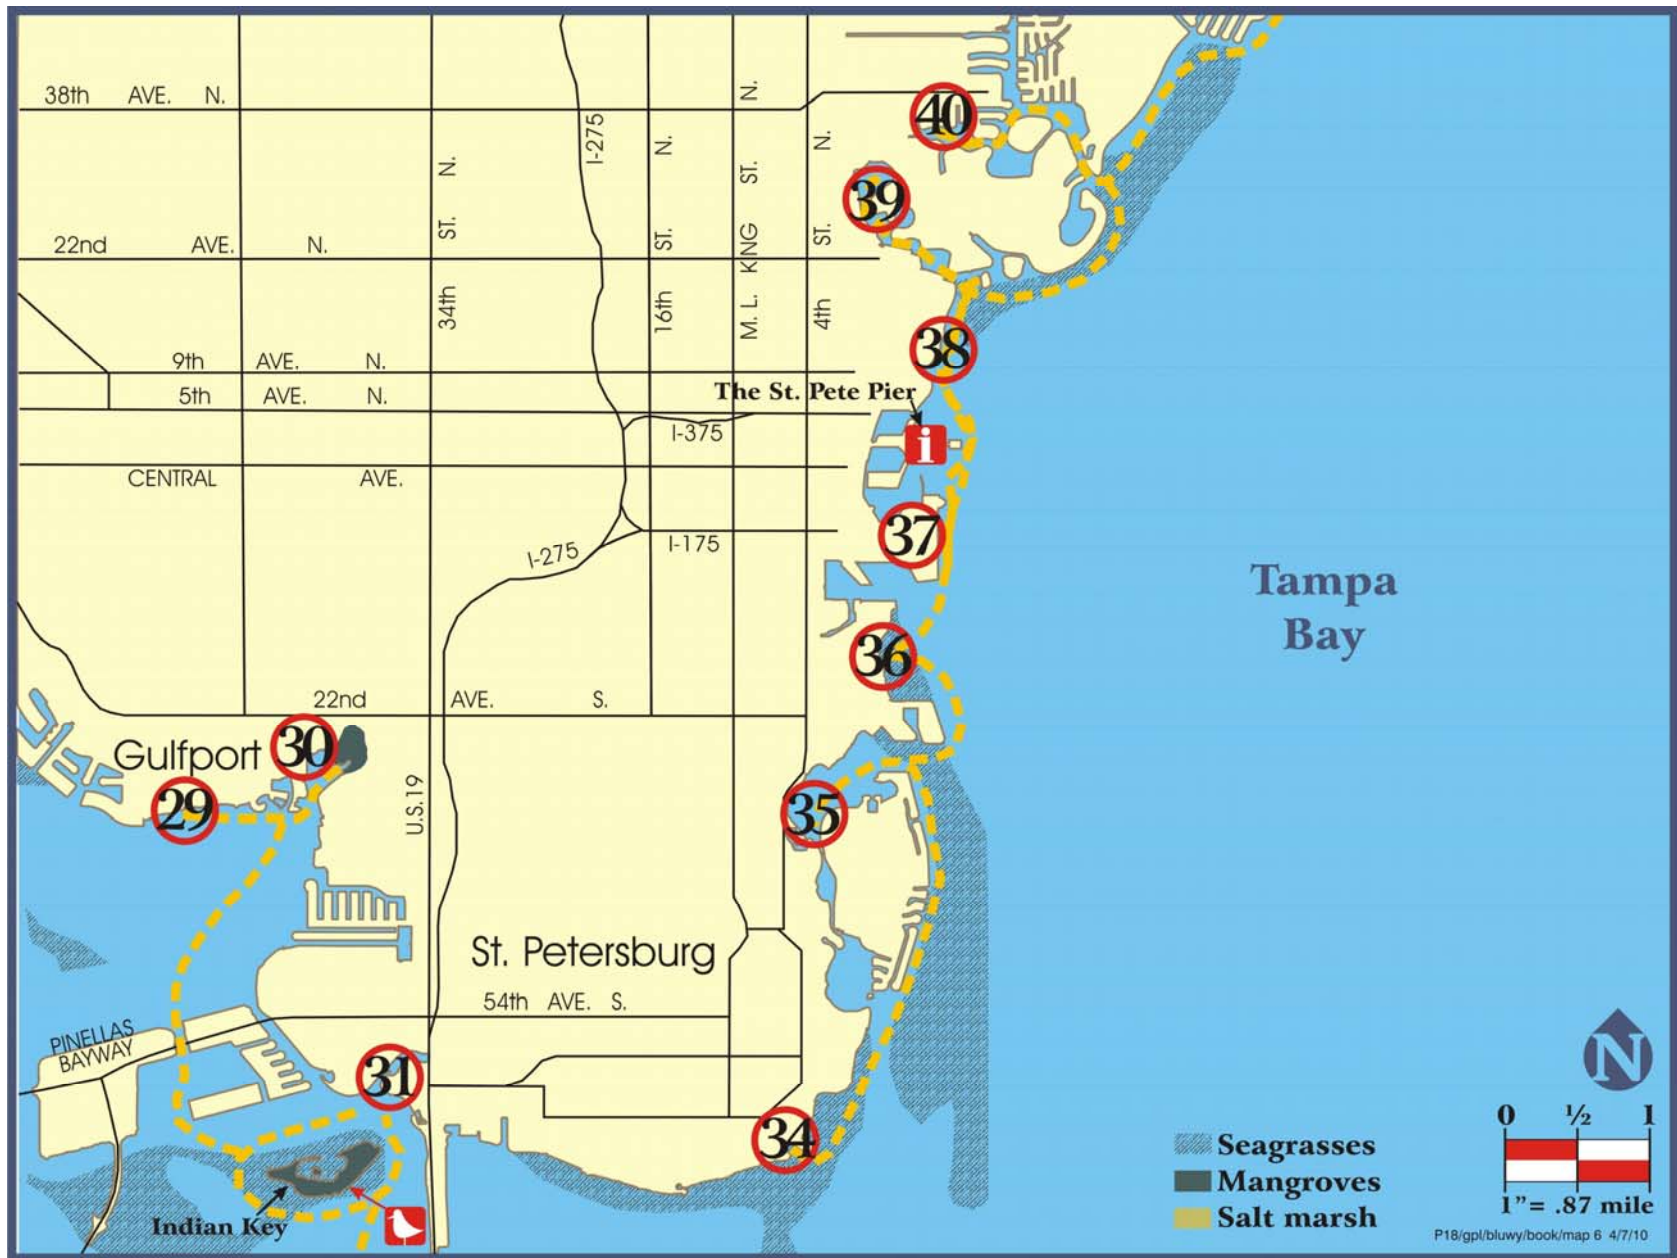 38th AVE. N.
40
I-275
34th ST. N.
16th ST. N.
M. L. KING ST. N.
4th ST. N.
39
22nd AVE. N.
38
9th AVE. N.
5th AVE. N.
The St. Pete Pier
i
I-375
CENTRAL AVE.
37
I-275
I-175
Tampa
Bay
36
22nd AVE. S.
Gulfport
30
29
U.S.19
35
St. Petersburg
54th AVE. S.
PINELLAS
BAYWAY
31
34
Indian Key
N
0 ½ 1
1”= .87 mile
Seagrasses
Mangroves
Salt marsh
P18/gpl/bluwy/book/map 6 4/7/10